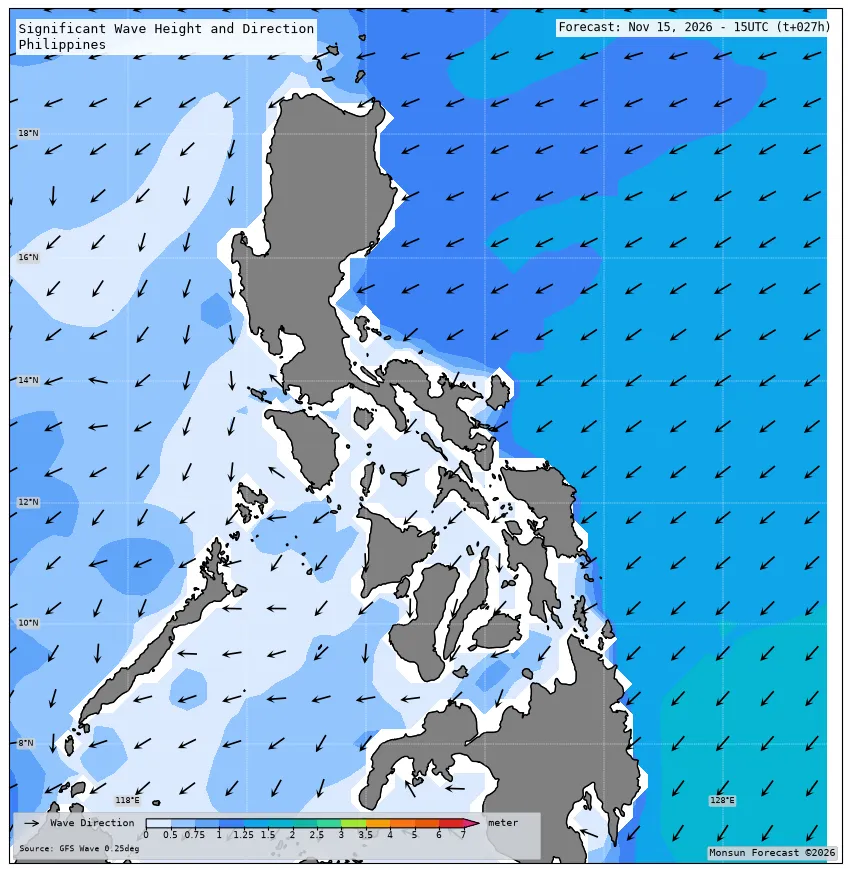 Significant Wave Height and Direction
Philippines
Forecast: Nov 15, 2026 - 15UTC (t+027h)
18°N
16°N
14°N
12°N
10°N
8°N
118°E
128°E
Wave Direction
meter
0 0.5 0.75 1 1.25 1.5 2 2.5 3 3.5 4 5 6 7
Source: GFS Wave 0.25deg
Monsun Forecast ©2026